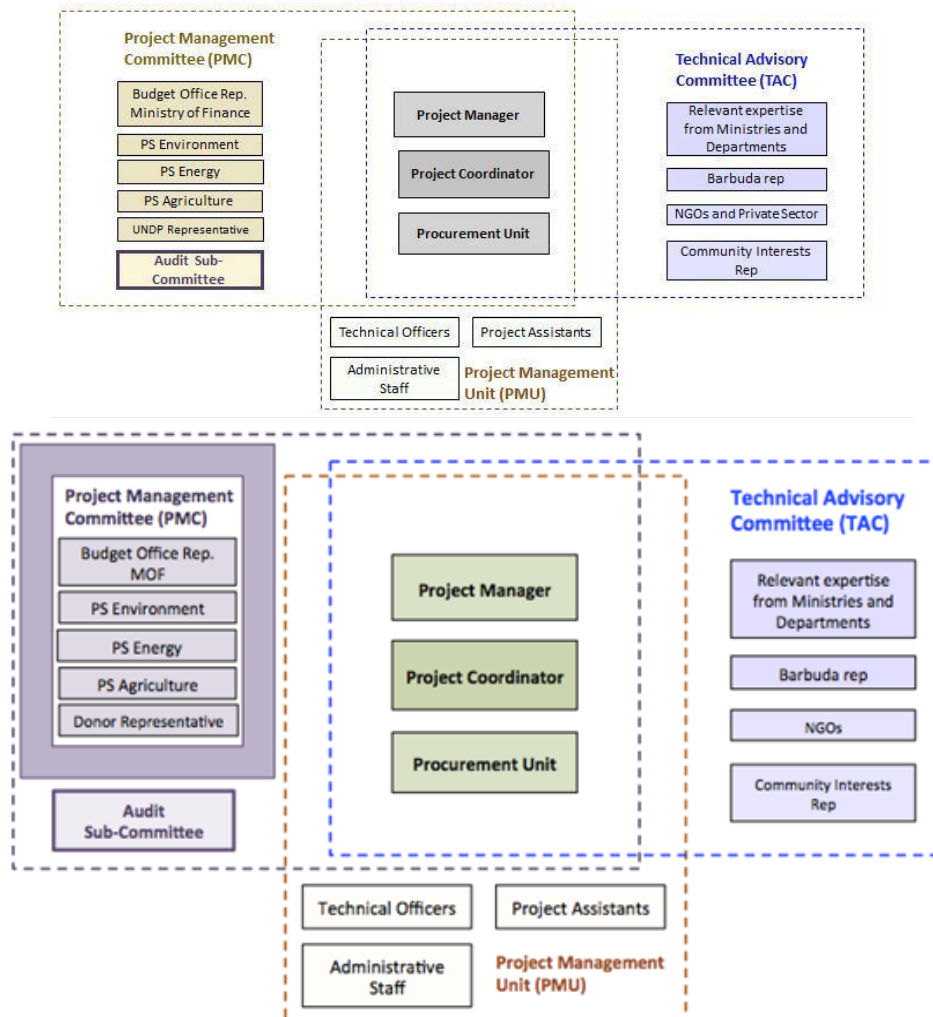 Project Management
Committee (PMC)
Budget Office Rep.
Ministry of Finance
PS Environment
PS Energy
PS Agriculture
UNDP Representative
Audit Sub-
Committee
Project Manager
Project Coordinator
Procurement Unit
Technical Advisory
Committee (TAC)
Relevant expertise
from Ministries and
Departments
Barbuda rep
NGOs and Private Sector
Community Interests
Rep
Technical Officers
Project Assistants
Administrative
Staff
Project Management
Unit (PMU)
Project Management
Committee (PMC)
Budget Office Rep.
MOF
PS Environment
PS Energy
PS Agriculture
Donor Representative
Audit
Sub-Committee
Project Manager
Project Coordinator
Procurement Unit
Technical Advisory
Committee (TAC)
Relevant expertise
from Ministries and
Departments
Barbuda rep
NGOs
Community Interests
Rep
Technical Officers
Project Assistants
Administrative
Staff
Project Management
Unit (PMU)